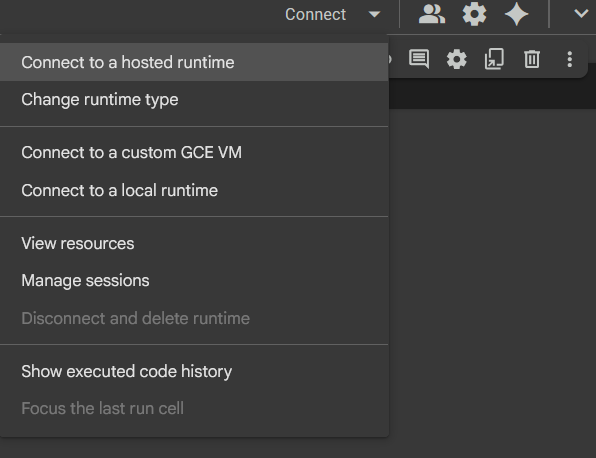 Connect
Connect to a hosted runtime
Change runtime type
Connect to a custom GCE VM
Connect to a local runtime
View resources
Manage sessions
Disconnect and delete runtime
Show executed code history
Focus the last run cell